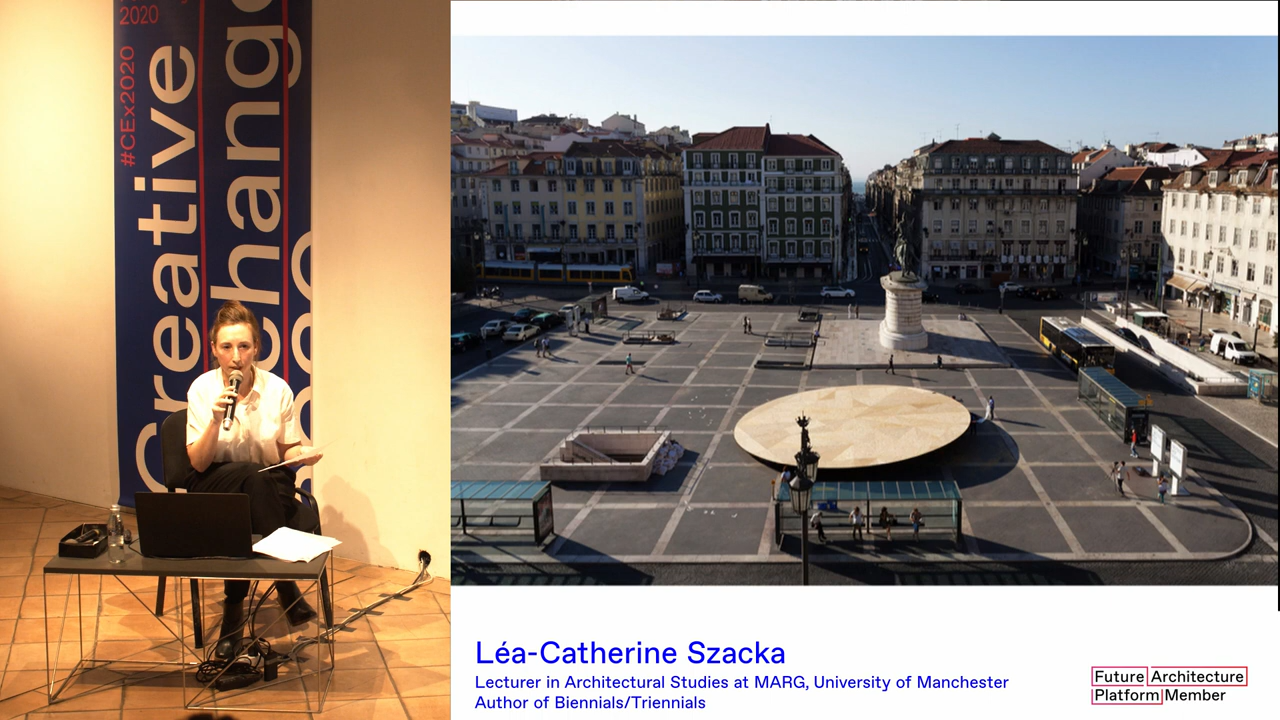 2020
#CEx2020
Creative
Léa-Catherine Szacka
Lecturer in Architectural Studies at MARG, University of Manchester
Author of Biennials/Triennials
Future Architecture
Platform Member